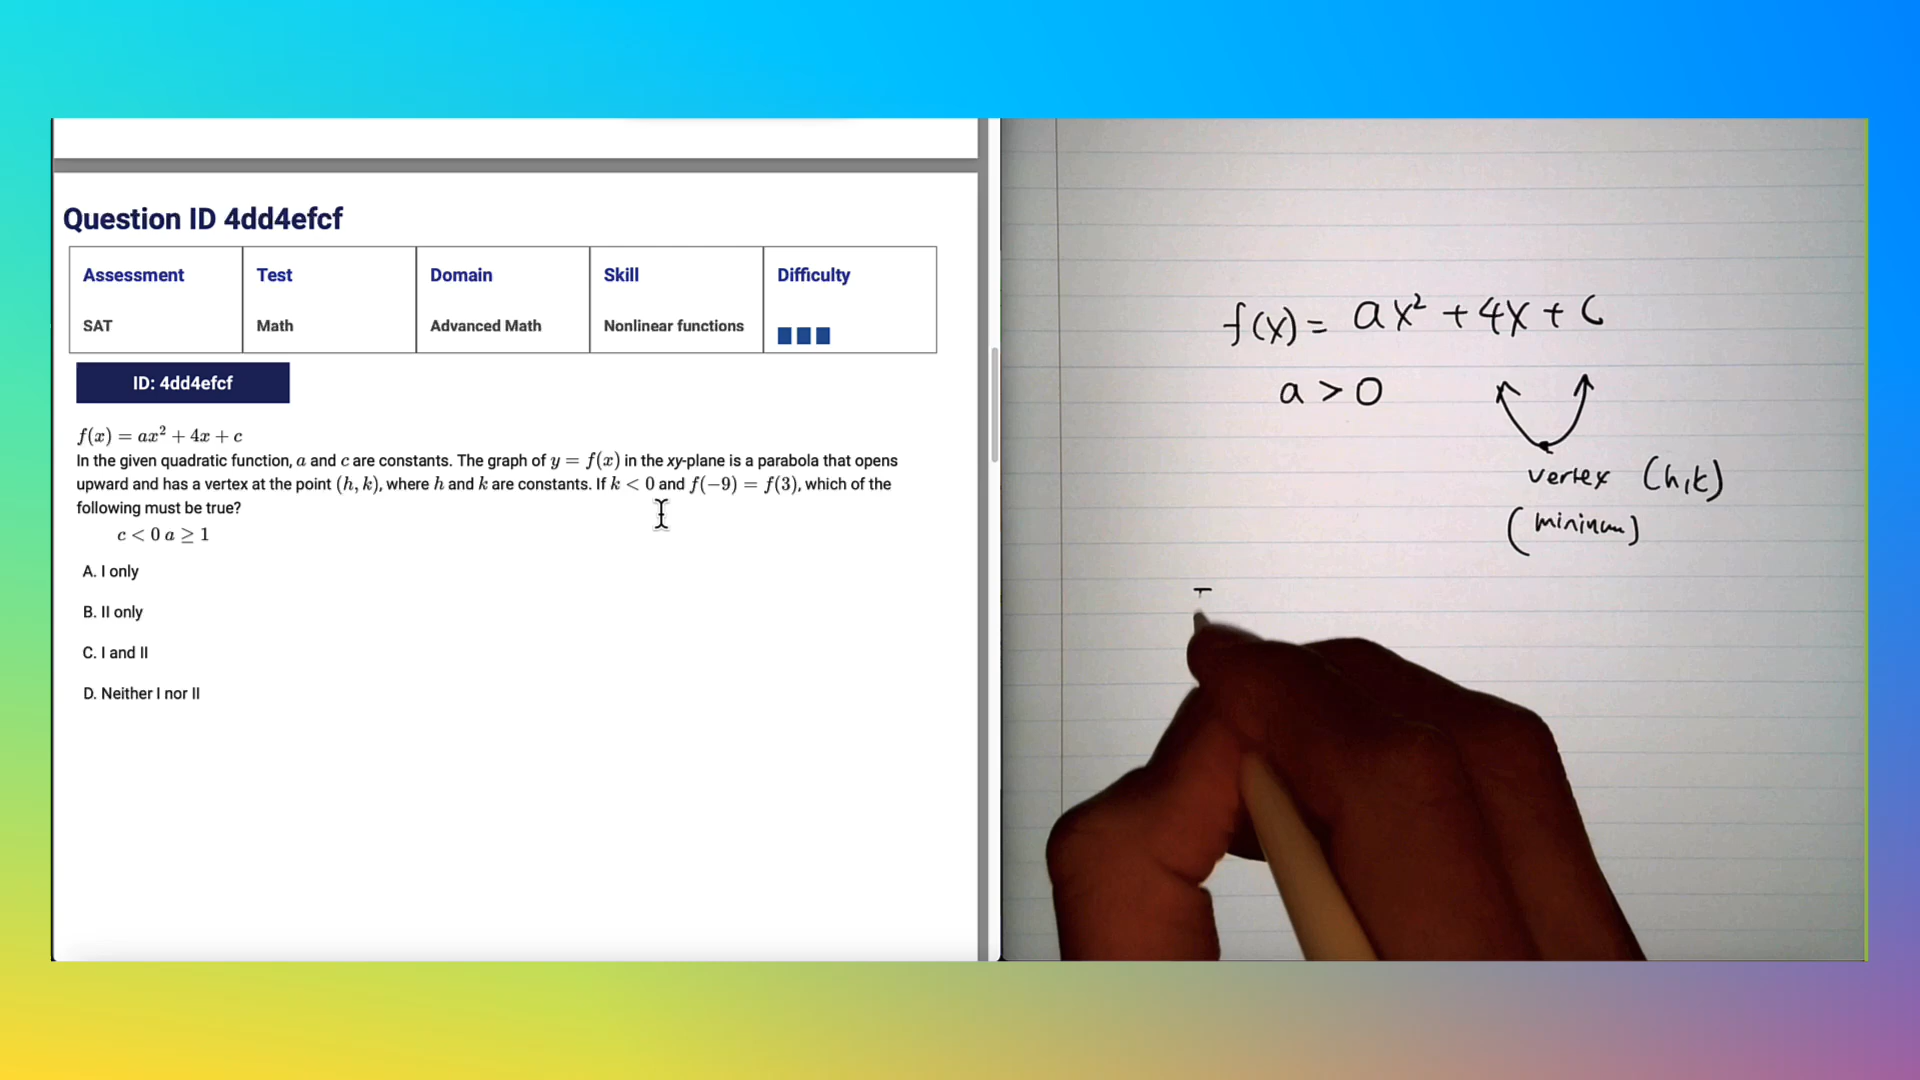 Question ID 4dd4efcf
Assessment Test Domain Skill Difficulty
SAT Math Advanced Math Nonlinear functions
ID: 4dd4efcf
f(x) = ax² + 4x + c
In the given quadratic function, a and c are constants. The graph of y = f(x) in the xy-plane is a parabola that opens
upward and has a vertex at the point (h, k), where h and k are constants. If k < 0 and f(−9) = f(3), which of the
following must be true?
c < 0 a ≥ 1
A. I only
B. II only
C. I and II
D. Neither I nor II
f(x) = ax² + 4x + c
a > 0
vertex (h,k)
(minimum)